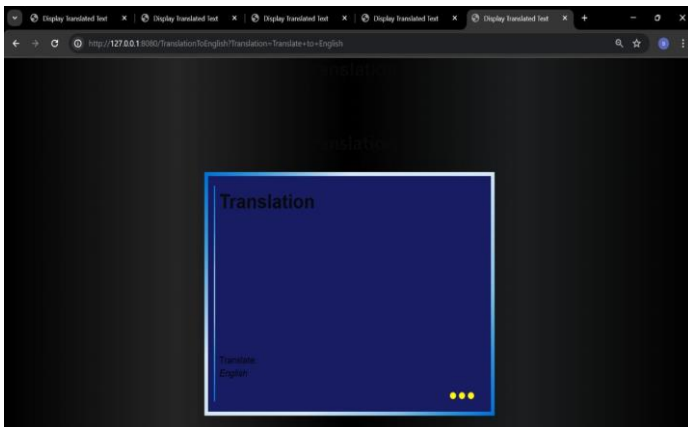 Display Translated Text
Display Translated Text
Display Translated Text
Display Translated Text
Display Translated Text
http://127.0.0.1:8080/TranslationToEnglish?Translation=Translate+to+English
Translation
Translation
Translate
English